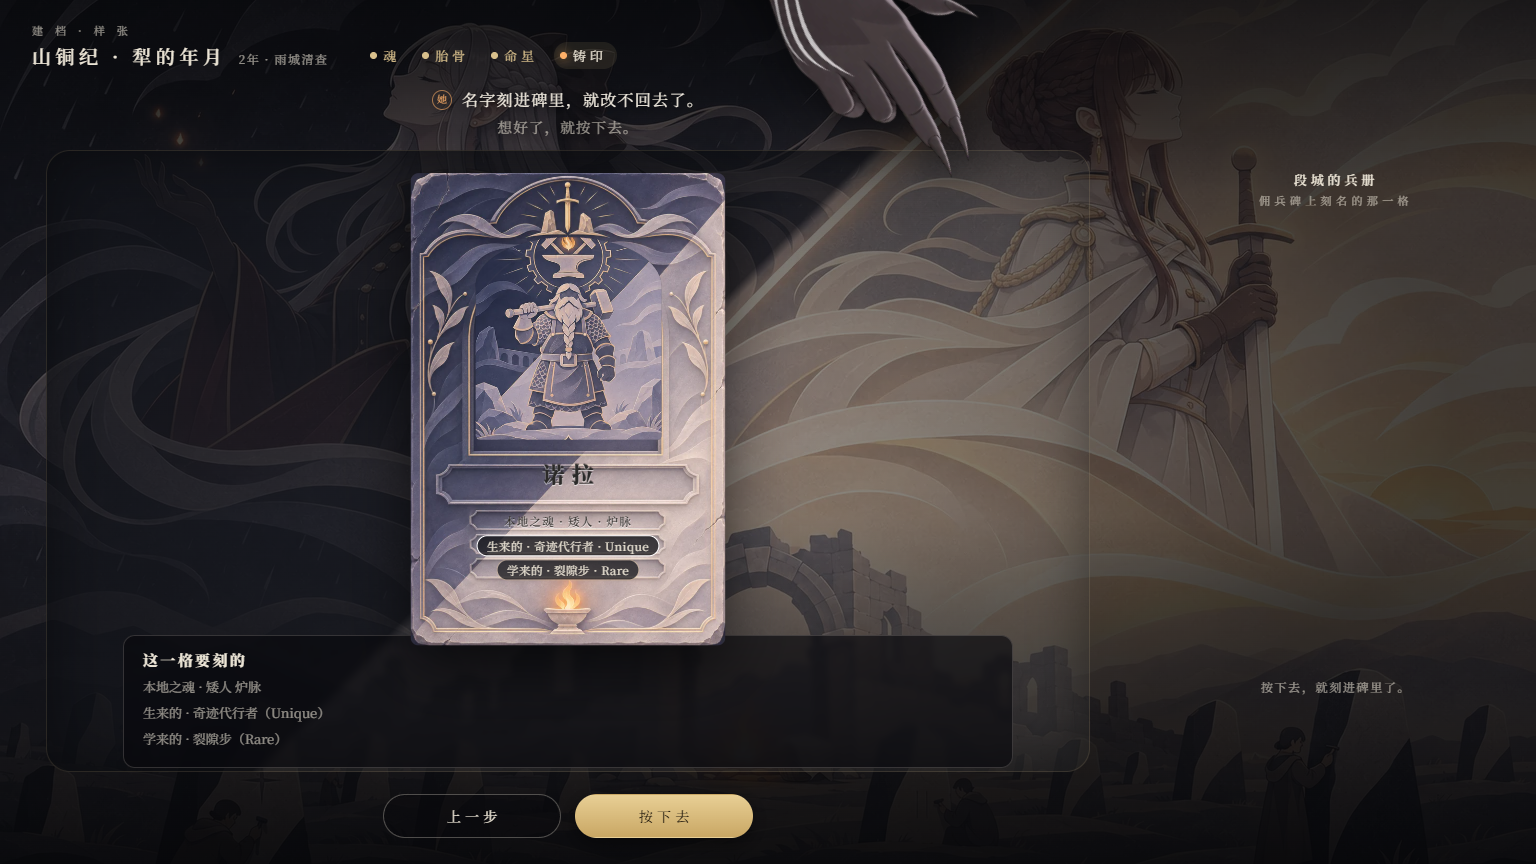 建档·样张
山铜纪·犁的年月 2年·雨城清查
魂 胎骨 命星 铸印
她 名字刻进碑里，就改不回去了。
想好了，就按下去。
段城的兵册
佣兵碑上刻名的那一格
诺拉
本地之魂·矮人·炉脉
生来的·奇迹代行者·Unique
学来的·裂隙步·Rare
这一格要刻的
本地之魂·矮人 炉脉
生来的·奇迹代行者（Unique）
学来的·裂隙步（Rare）
按下去，就刻进碑里了。
上一步 按下去